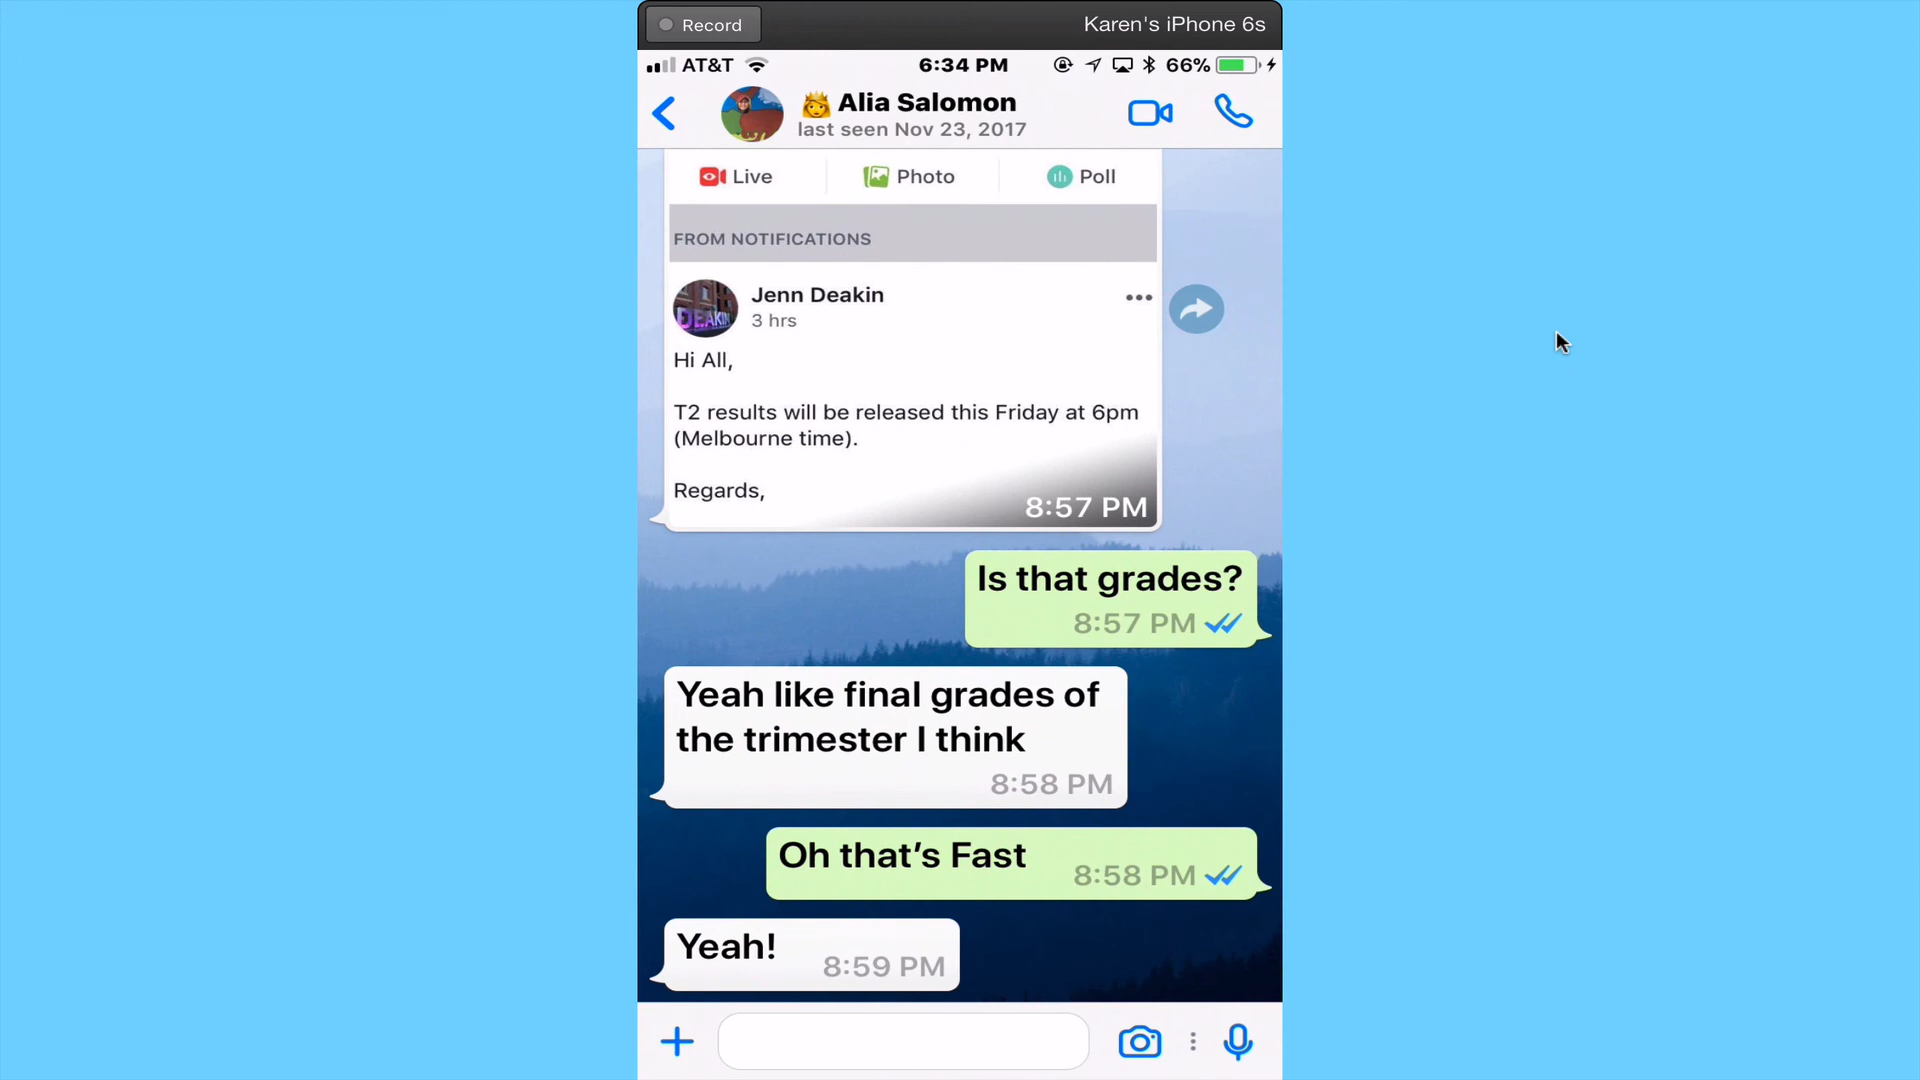 Record
Karen's iPhone 6s
AT&T 6:34 PM 66%
Alia Salomon
last seen Nov 23, 2017
Live Photo Poll
FROM NOTIFICATIONS
Jenn Deakin
3 hrs
DEAKIN
Hi All,
T2 results will be released this Friday at 6pm
(Melbourne time).
Regards,
8:57 PM
Is that grades?
8:57 PM
Yeah like final grades of
the trimester I think
8:58 PM
Oh that’s Fast
8:58 PM
Yeah!
8:59 PM